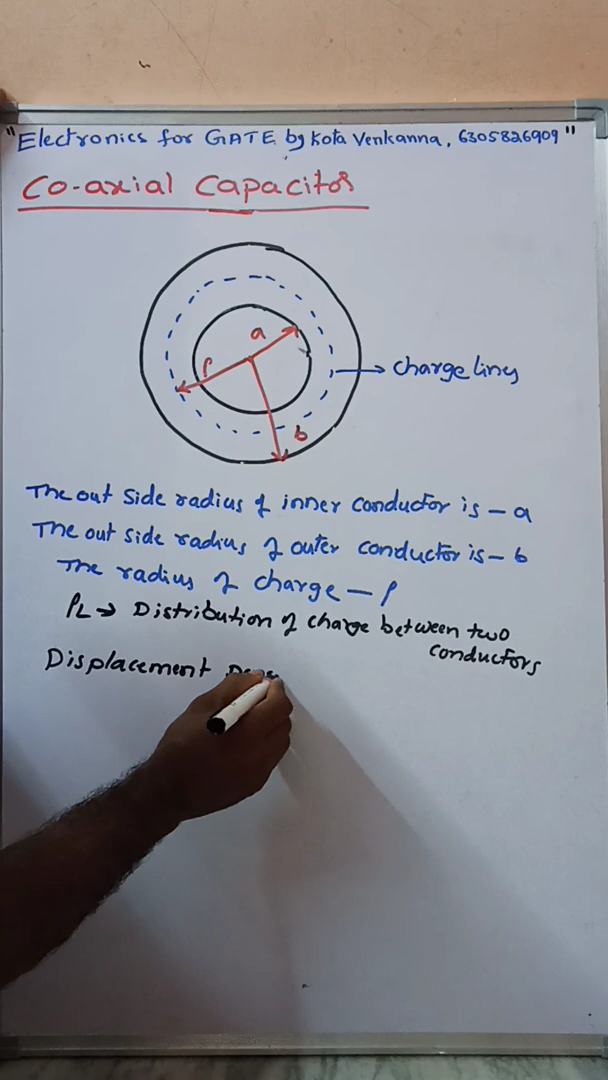 "Electronics for GATE by Kota Venkanna, 6305826909"
Co-axial Capacitor
a
ρ
b
charge lines
The out side radius of inner conductor is - a
The out side radius of outer conductor is - b
The radius of charge - ρ
ρL → Distribution of charge between two
conductors
Displacement